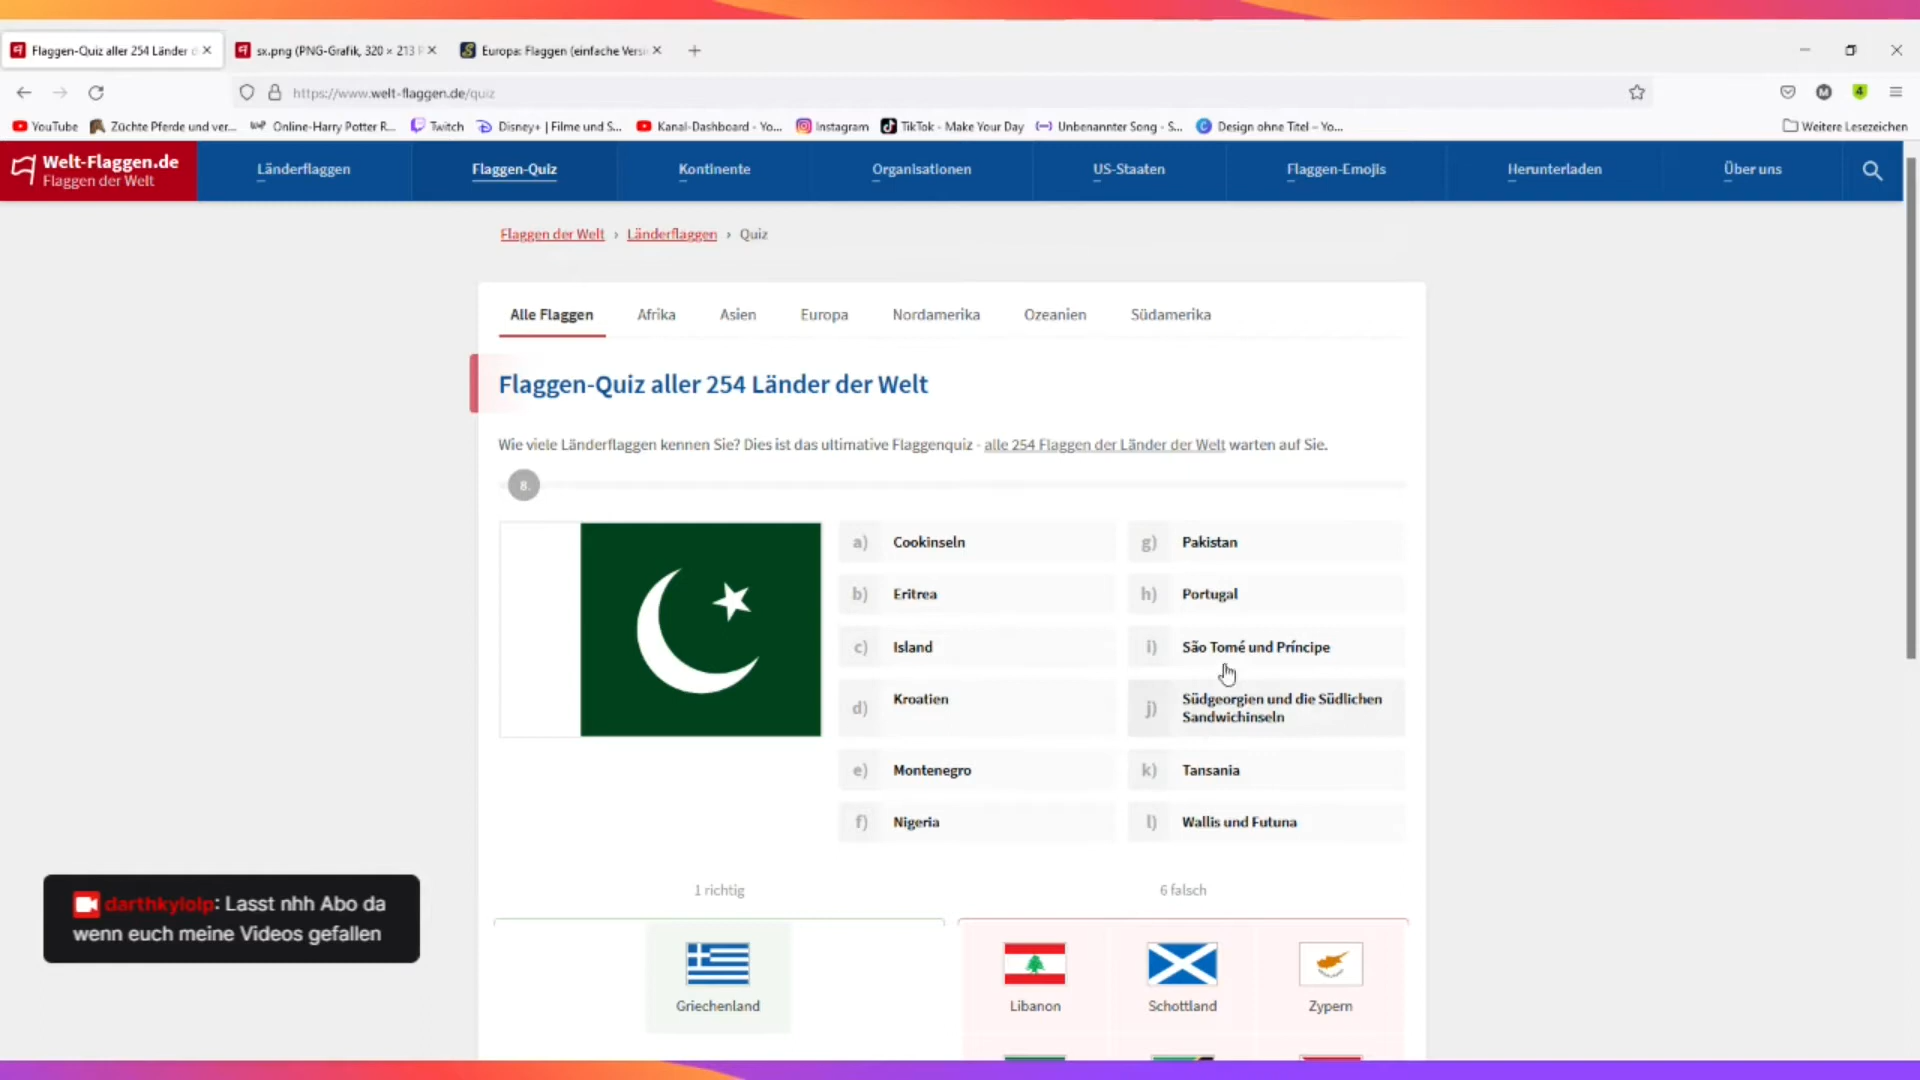 Flaggen-Quiz aller 254 Länder d
sx.png (PNG-Grafik, 320 × 213 P
Europa: Flaggen (einfache Versi
https://www.welt-flaggen.de/quiz
YouTube
Züchte Pferde und ver...
Online-Harry Potter R...
Twitch
Disney+ | Filme und S...
Kanal-Dashboard - Yo...
Instagram
TikTok - Make Your Day
Unbenannter Song - S...
Design ohne Titel – Yo...
Weitere Lesezeichen
Welt-Flaggen.de
Flaggen der Welt
Länderflaggen
Flaggen-Quiz
Kontinente
Organisationen
US-Staaten
Flaggen-Emojis
Herunterladen
Über uns
Flaggen der Welt › Länderflaggen › Quiz
Alle Flaggen
Afrika
Asien
Europa
Nordamerika
Ozeanien
Südamerika
Flaggen-Quiz aller 254 Länder der Welt
Wie viele Länderflaggen kennen Sie? Dies ist das ultimative Flaggenquiz - alle 254 Flaggen der Länder der Welt warten auf Sie.
8.
a) Cookinseln
b) Eritrea
c) Island
d) Kroatien
e) Montenegro
f) Nigeria
g) Pakistan
h) Portugal
i) São Tomé und Príncipe
j) Südgeorgien und die Südlichen
Sandwichinseln
k) Tansania
l) Wallis und Futuna
1 richtig
6 falsch
Griechenland
Libanon
Schottland
Zypern
darthkylolp: Lasst nhh Abo da
wenn euch meine Videos gefallen